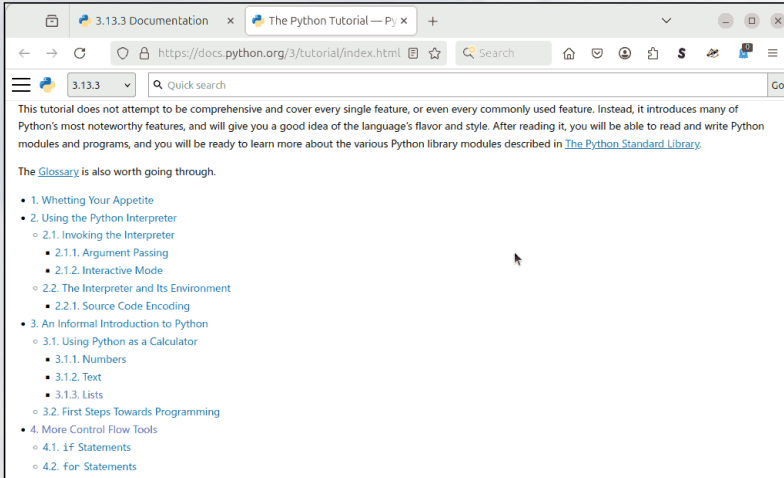 3.13.3 Documentation
The Python Tutorial — Py
https://docs.python.org/3/tutorial/index.html
Search
S
0
3.13.3
Quick search
Go
This tutorial does not attempt to be comprehensive and cover every single feature, or even every commonly used feature. Instead, it introduces many of
Python's most noteworthy features, and will give you a good idea of the language's flavor and style. After reading it, you will be able to read and write Python
modules and programs, and you will be ready to learn more about the various Python library modules described in The Python Standard Library.
The Glossary is also worth going through.
• 1. Whetting Your Appetite
• 2. Using the Python Interpreter
◦ 2.1. Invoking the Interpreter
▪ 2.1.1. Argument Passing
▪ 2.1.2. Interactive Mode
◦ 2.2. The Interpreter and Its Environment
▪ 2.2.1. Source Code Encoding
• 3. An Informal Introduction to Python
◦ 3.1. Using Python as a Calculator
▪ 3.1.1. Numbers
▪ 3.1.2. Text
▪ 3.1.3. Lists
◦ 3.2. First Steps Towards Programming
• 4. More Control Flow Tools
◦ 4.1. if Statements
◦ 4.2. for Statements